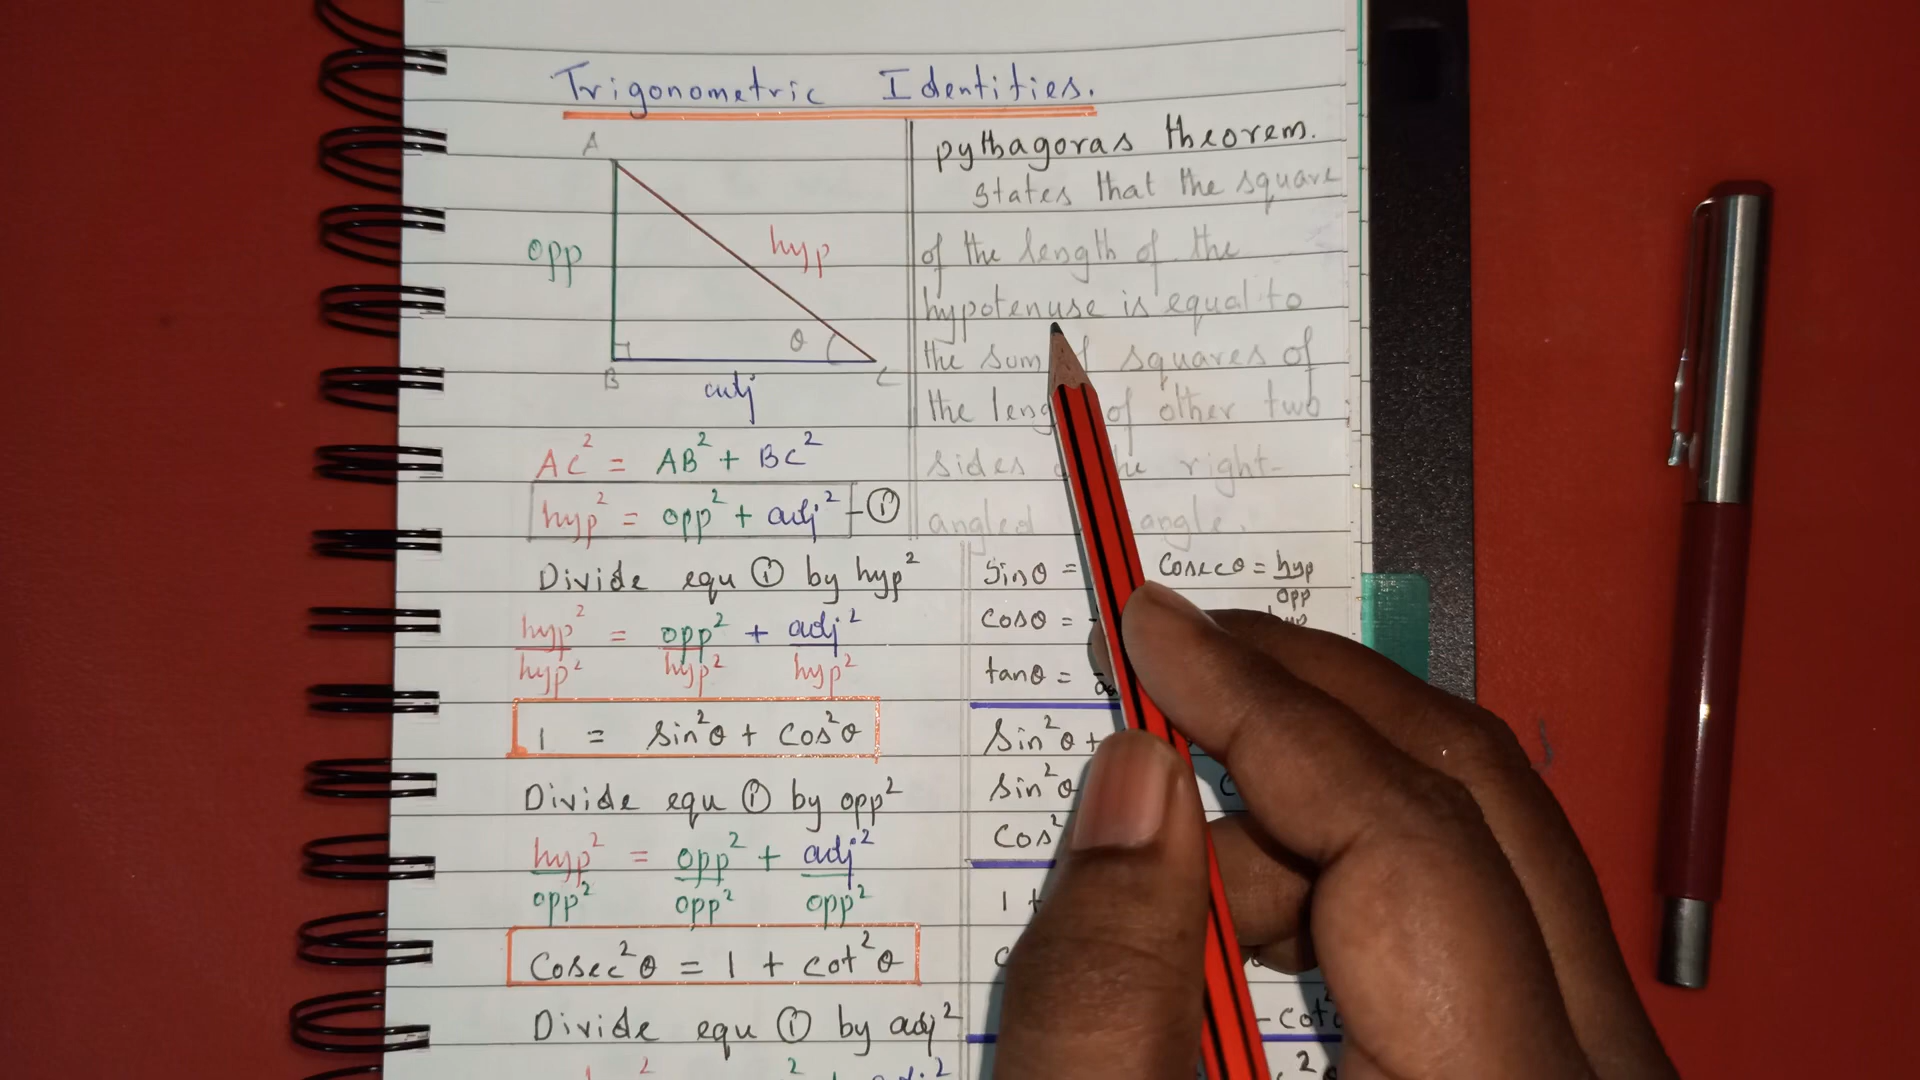 Trigonometric Identities.
A
opp
hyp
θ
B
adj
C
pythagoras theorem.
states that the square
of the length of the
hypotenuse is equal to
the sum squares of
the of other two
sides right-
angled
AC² = AB² + BC²
hyp² = opp² + adj² - ①
Divide equ ① by hyp²
hyp²/hyp² = opp²/hyp² + adj²/hyp²
1 = sin²θ + cos²θ
Divide equ ① by opp²
hyp²/opp² = opp²/opp² + adj²/opp²
Cosec²θ = 1 + cot²θ
Divide equ ① by adj²
sinθ = Cosecθ = hyp/opp
cosθ =
tanθ =
sin²θ +
sin²θ
cos²
1 +